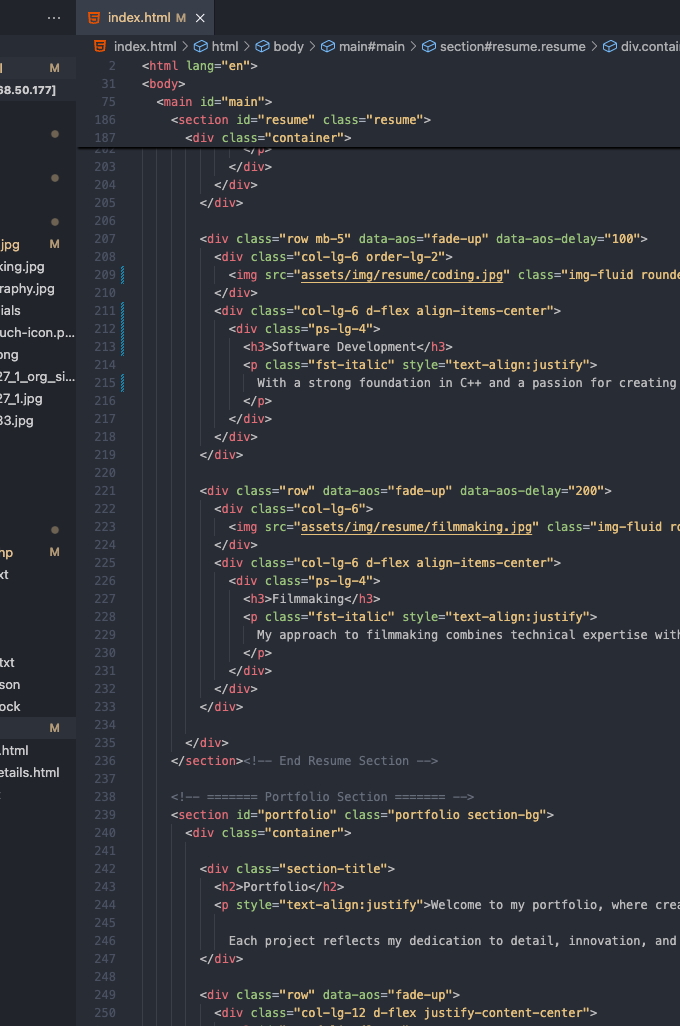 ··· index.html M ×
index.html > html > body > main#main > section#resume.resume > div.contai
M
68.50.177]
jpg M
king.jpg
raphy.jpg
ials
uch-icon.p...
ong
27_1_org_si...
27_1.jpg
33.jpg
hp M
xt
txt
son
ock
M
.html
etails.html
2 <html lang="en">
31 <body>
75 <main id="main">
186 <section id="resume" class="resume">
187 <div class="container">
202 </p>
203 </div>
204 </div>
205 </div>
206
207 <div class="row mb-5" data-aos="fade-up" data-aos-delay="100">
208 <div class="col-lg-6 order-lg-2">
209 <img src="assets/img/resume/coding.jpg" class="img-fluid rounde
210 </div>
211 <div class="col-lg-6 d-flex align-items-center">
212 <div class="ps-lg-4">
213 <h3>Software Development</h3>
214 <p class="fst-italic" style="text-align:justify">
215 With a strong foundation in C++ and a passion for creating
216 </p>
217 </div>
218 </div>
219 </div>
220
221 <div class="row" data-aos="fade-up" data-aos-delay="200">
222 <div class="col-lg-6">
223 <img src="assets/img/resume/filmmaking.jpg" class="img-fluid ro
224 </div>
225 <div class="col-lg-6 d-flex align-items-center">
226 <div class="ps-lg-4">
227 <h3>Filmmaking</h3>
228 <p class="fst-italic" style="text-align:justify">
229 My approach to filmmaking combines technical expertise with
230 </p>
231 </div>
232 </div>
233 </div>
234
235 </div>
236 </section><!-- End Resume Section -->
237
238 <!-- ======= Portfolio Section ======= -->
239 <section id="portfolio" class="portfolio section-bg">
240 <div class="container">
241
242 <div class="section-title">
243 <h2>Portfolio</h2>
244 <p style="text-align:justify">Welcome to my portfolio, where crea
245
246 Each project reflects my dedication to detail, innovation, and
247 </div>
248
249 <div class="row" data-aos="fade-up">
250 <div class="col-lg-12 d-flex justify-content-center">